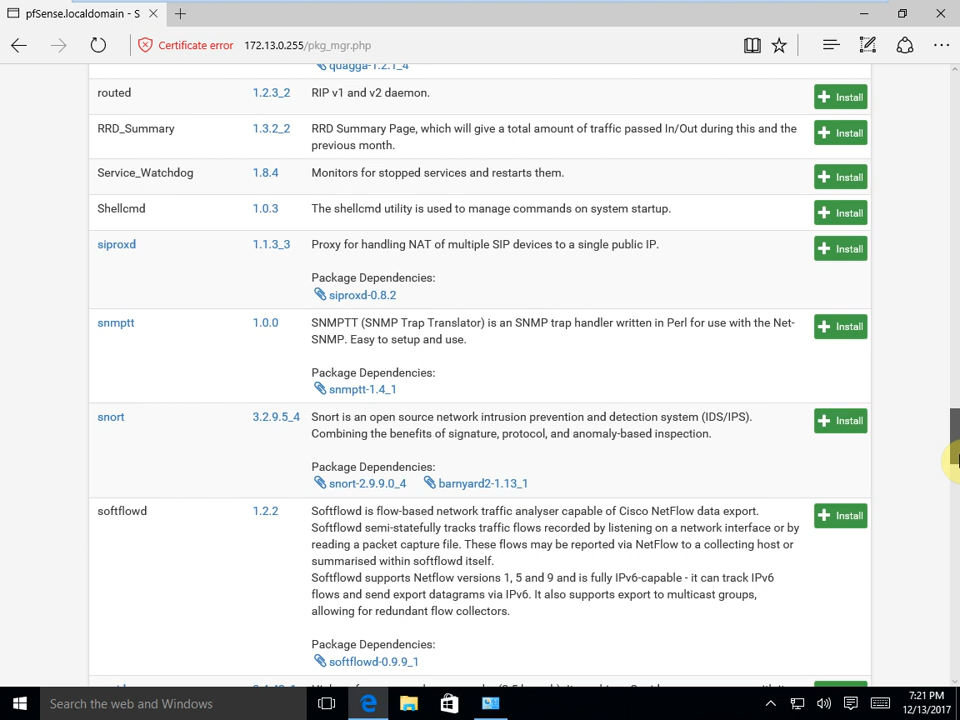 pfSense.localdomain - S
Certificate error 172.13.0.255/pkg_mgr.php
quagga-1.2.1_4
routed 1.2.3_2 RIP v1 and v2 daemon. Install
RRD_Summary 1.3.2_2 RRD Summary Page, which will give a total amount of traffic passed In/Out during this and the Install
previous month.
Service_Watchdog 1.8.4 Monitors for stopped services and restarts them. Install
Shellcmd 1.0.3 The shellcmd utility is used to manage commands on system startup. Install
siproxd 1.1.3_3 Proxy for handling NAT of multiple SIP devices to a single public IP. Install
Package Dependencies:
siproxd-0.8.2
snmptt 1.0.0 SNMPTT (SNMP Trap Translator) is an SNMP trap handler written in Perl for use with the Net- Install
SNMP. Easy to setup and use.
Package Dependencies:
snmptt-1.4_1
snort 3.2.9.5_4 Snort is an open source network intrusion prevention and detection system (IDS/IPS). Install
Combining the benefits of signature, protocol, and anomaly-based inspection.
Package Dependencies:
snort-2.9.9.0_4 barnyard2-1.13_1
softflowd 1.2.2 Softflowd is flow-based network traffic analyser capable of Cisco NetFlow data export. Install
Softflowd semi-statefully tracks traffic flows recorded by listening on a network interface or by
reading a packet capture file. These flows may be reported via NetFlow to a collecting host or
summarised within softflowd itself.
Softflowd supports Netflow versions 1, 5 and 9 and is fully IPv6-capable - it can track IPv6
flows and send export datagrams via IPv6. It also supports export to multicast groups,
allowing for redundant flow collectors.
Package Dependencies:
softflowd-0.9.9_1
Search the web and Windows
7:21 PM
12/13/2017